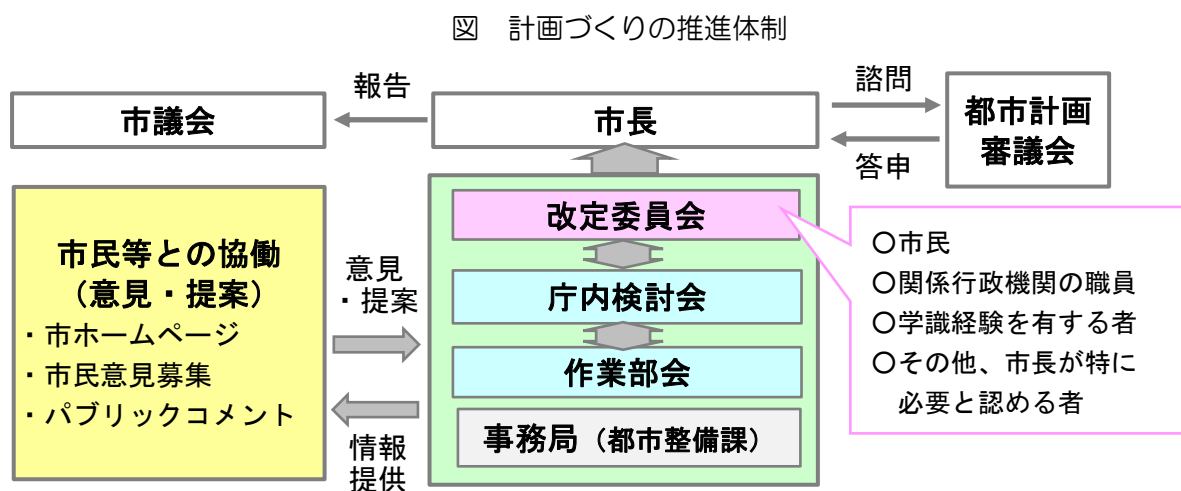 図　計画づくりの推進体制
報告
諮問
市議会
市長
都市計画
審議会
答申
市民等との協働
（意見・提案）
・市ホームページ
・市民意見募集
・パブリックコメント
意見
・提案
情報
提供
改定委員会
庁内検討会
作業部会
事務局（都市整備課）
〇市民
〇関係行政機関の職員
〇学識経験を有する者
〇その他、市長が特に
必要と認める者